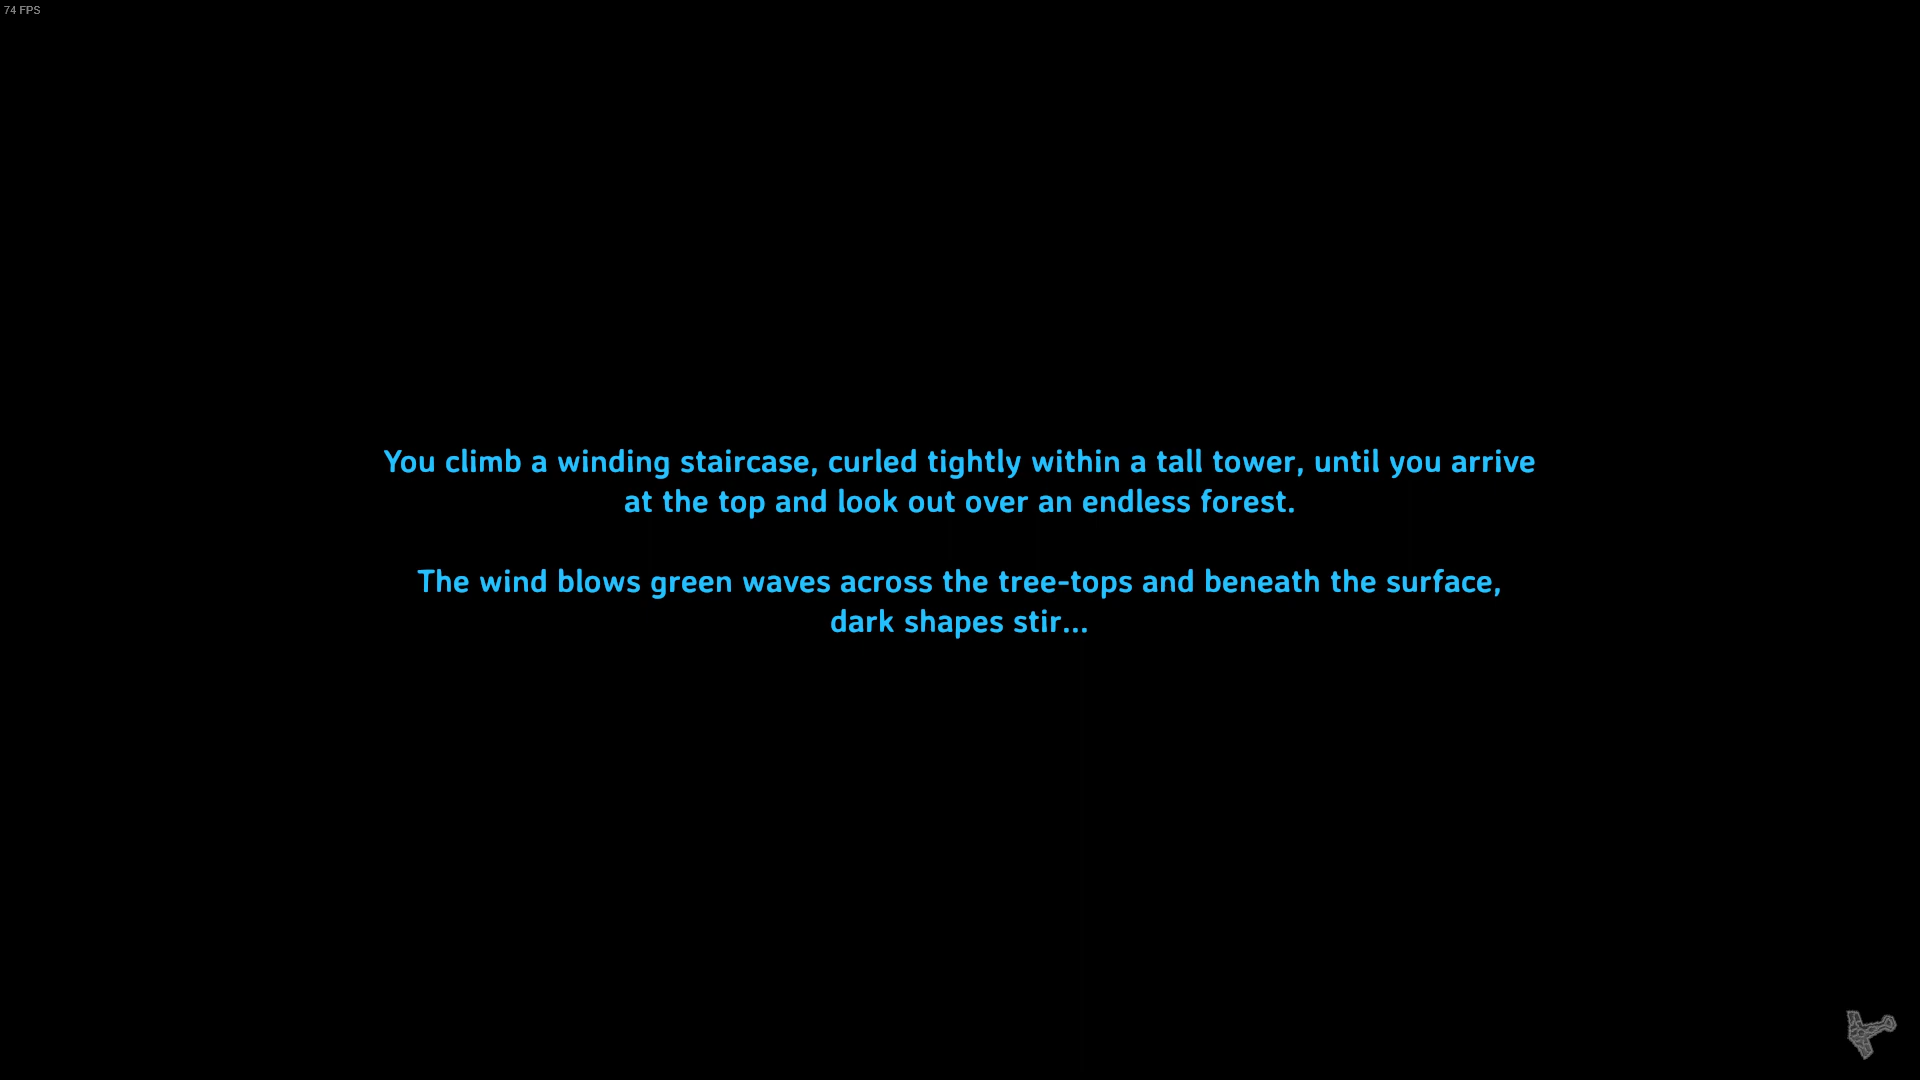 74 FPS
You climb a winding staircase, curled tightly within a tall tower, until you arrive
at the top and look out over an endless forest.
The wind blows green waves across the tree-tops and beneath the surface,
dark shapes stir...